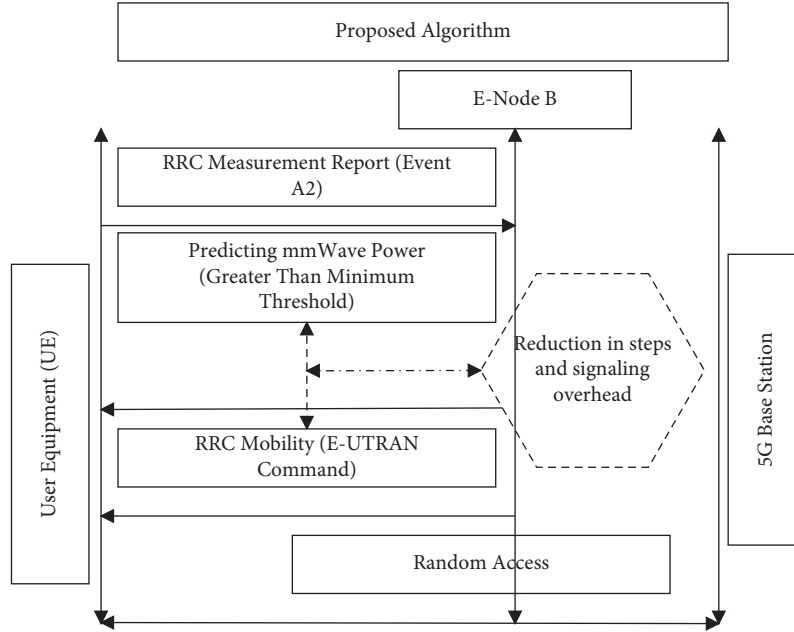 Proposed Algorithm
E-Node B
RRC Measurement Report (Event
A2)
Predicting mmWave Power
(Greater Than Minimum
Threshold)
User Equipment (UE)
Reduction in steps
and signaling
overhead
5G Base Station
RRC Mobility (E-UTRAN
Command)
Random Access